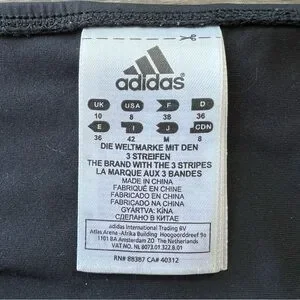 adidas
UK USA F D
10 8 38 36
E I J CDN
36 42 M 8
DIE WELTMARKE MIT DEN
3 STREIFEN
THE BRAND WITH THE 3 STRIPES
LA MARQUE AUX 3 BANDES
MADE IN CHINA
FABRIQUÉ EN CHINE
FABRICADO EN CHINA
FABRICADO NA CHINA
GYÁRTVA: KÍNA
СДЕЛАНО В КИТАЕ
adidas International Trading BV
Atlas Arena -Afrika Building Hoogoorddreef 9a
1101 BA Amsterdam ZO The Netherlands
VAT NO. NL 8073.01.322.B.01
RN# 88387 CA# 40312